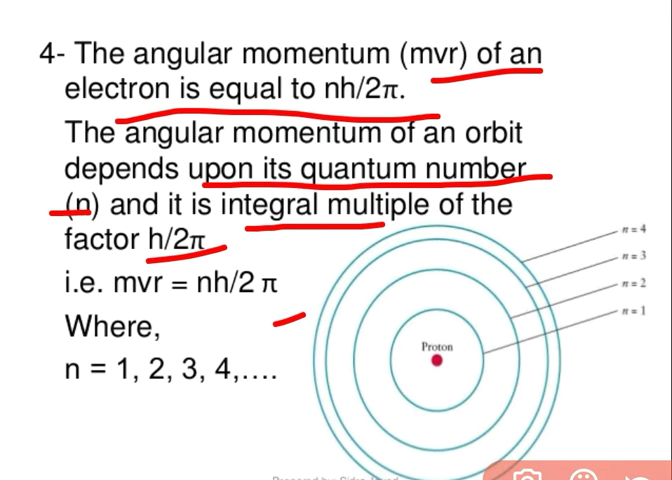 4- The angular momentum (mvr) of an
electron is equal to nh/2π.
The angular momentum of an orbit
depends upon its quantum number
(n) and it is integral multiple of the
factor h/2π
i.e. mvr = nh/2 π
Where,
n = 1, 2, 3, 4,....
n = 4
n = 3
n = 2
n = 1
Proton
Prepared by: